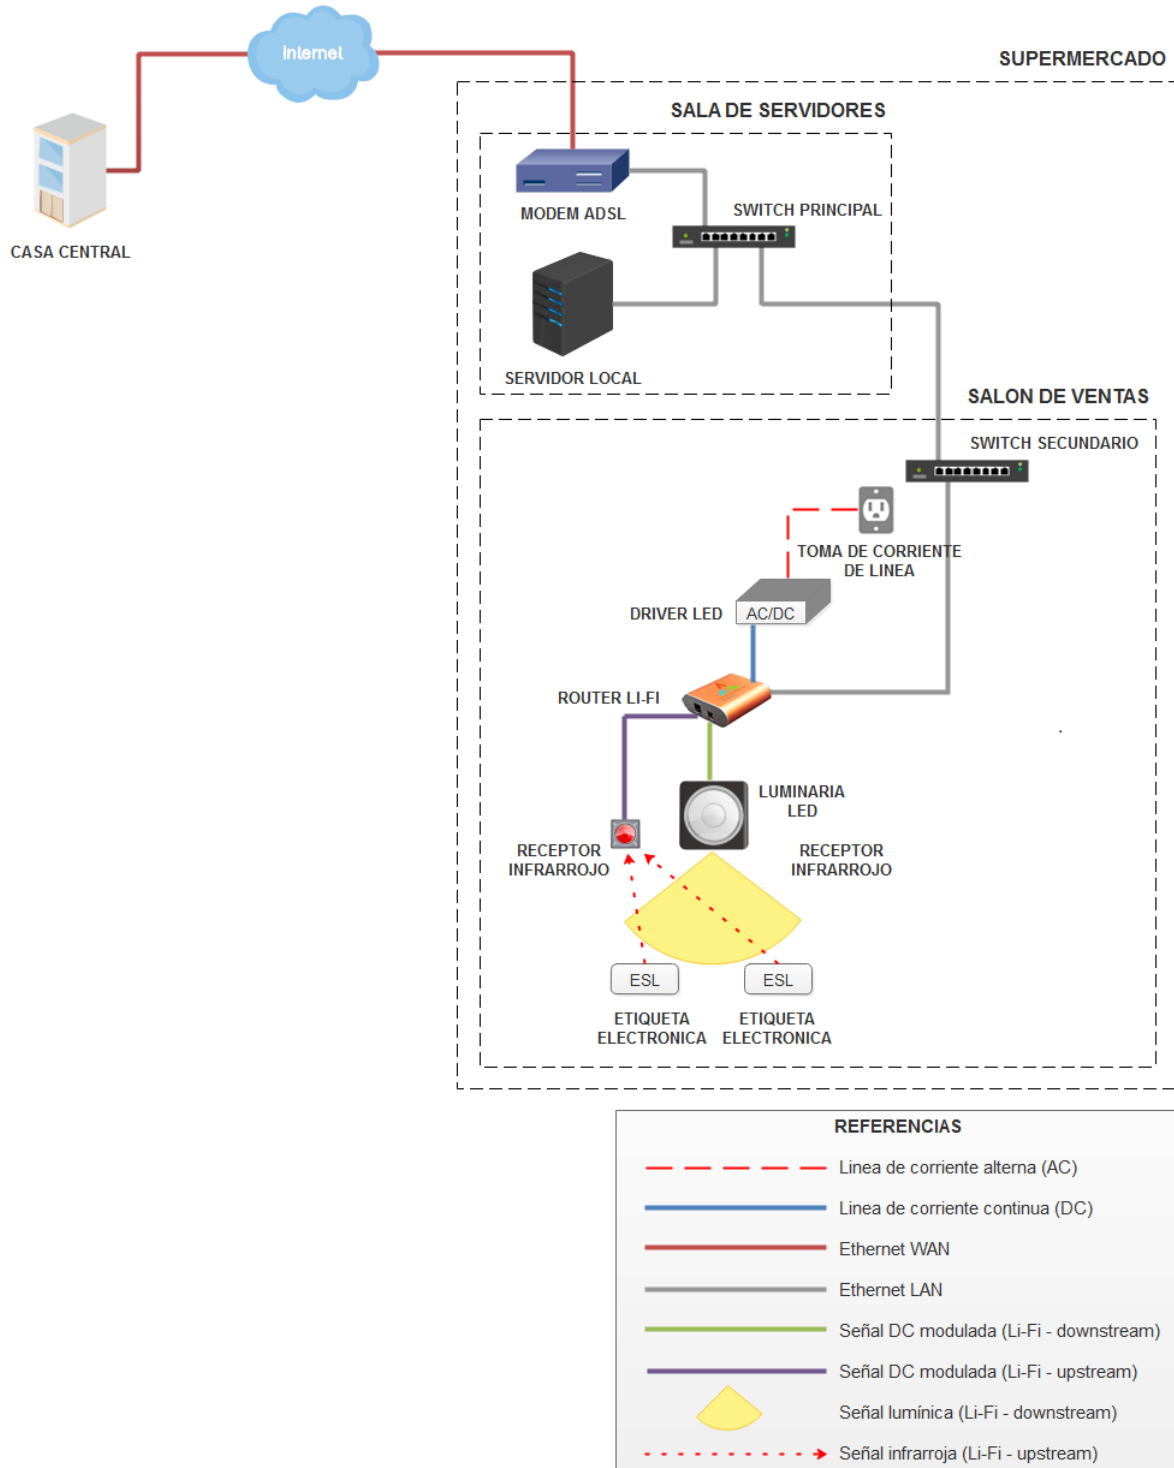 Internet
SUPERMERCADO
SALA DE SERVIDORES
MODEM ADSL
SWITCH PRINCIPAL
CASA CENTRAL
SERVIDOR LOCAL
SALON DE VENTAS
SWITCH SECUNDARIO
TOMA DE CORRIENTE
DE LINEA
DRIVER LED
AC/DC
ROUTER LI-FI
LUMINARIA
LED
RECEPTOR
INFRARROJO
RECEPTOR
INFRARROJO
ESL
ESL
ETIQUETA
ELECTRONICA
ETIQUETA
ELECTRONICA
REFERENCIAS
Linea de corriente alterna (AC)
Linea de corriente continua (DC)
Ethernet WAN
Ethernet LAN
Señal DC modulada (Li-Fi - downstream)
Señal DC modulada (Li-Fi - upstream)
Señal lumínica (Li-Fi - downstream)
Señal infrarroja (Li-Fi - upstream)